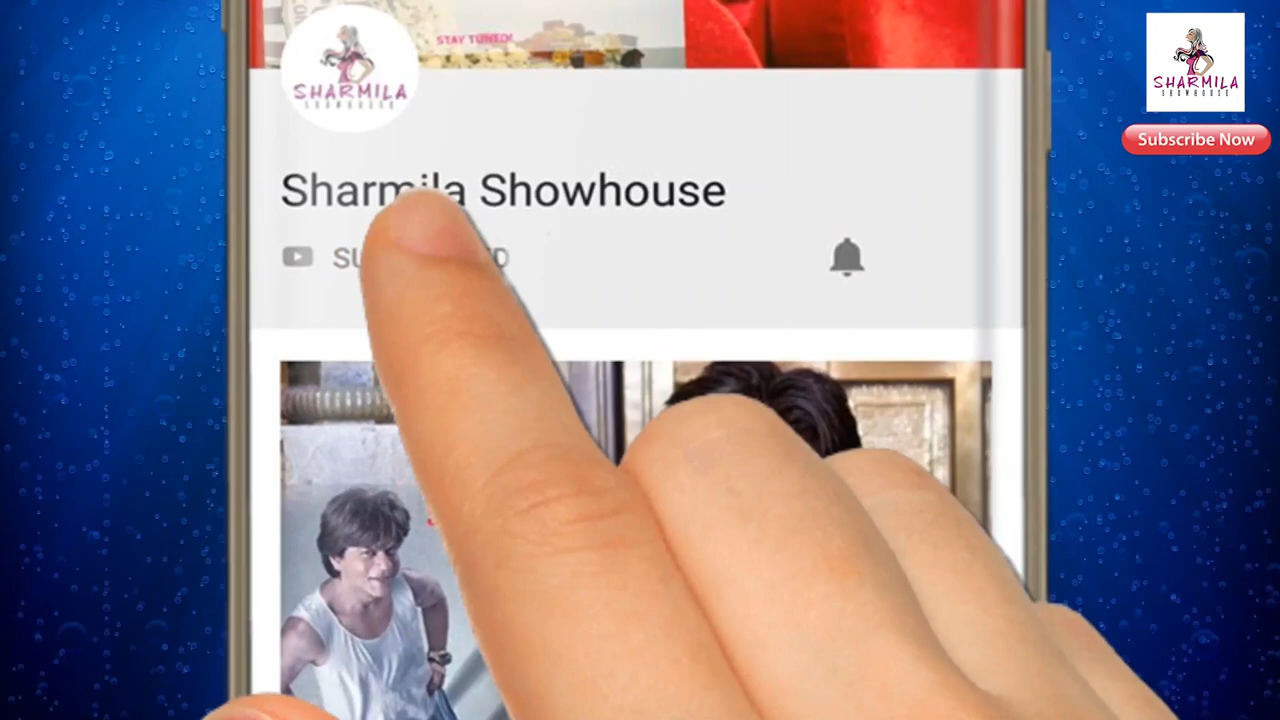 STAY TUNED!
SHARMILA
SHOWHOUSE
SHARMILA
SHOWHOUSE
Subscribe Now
Sharmila Showhouse